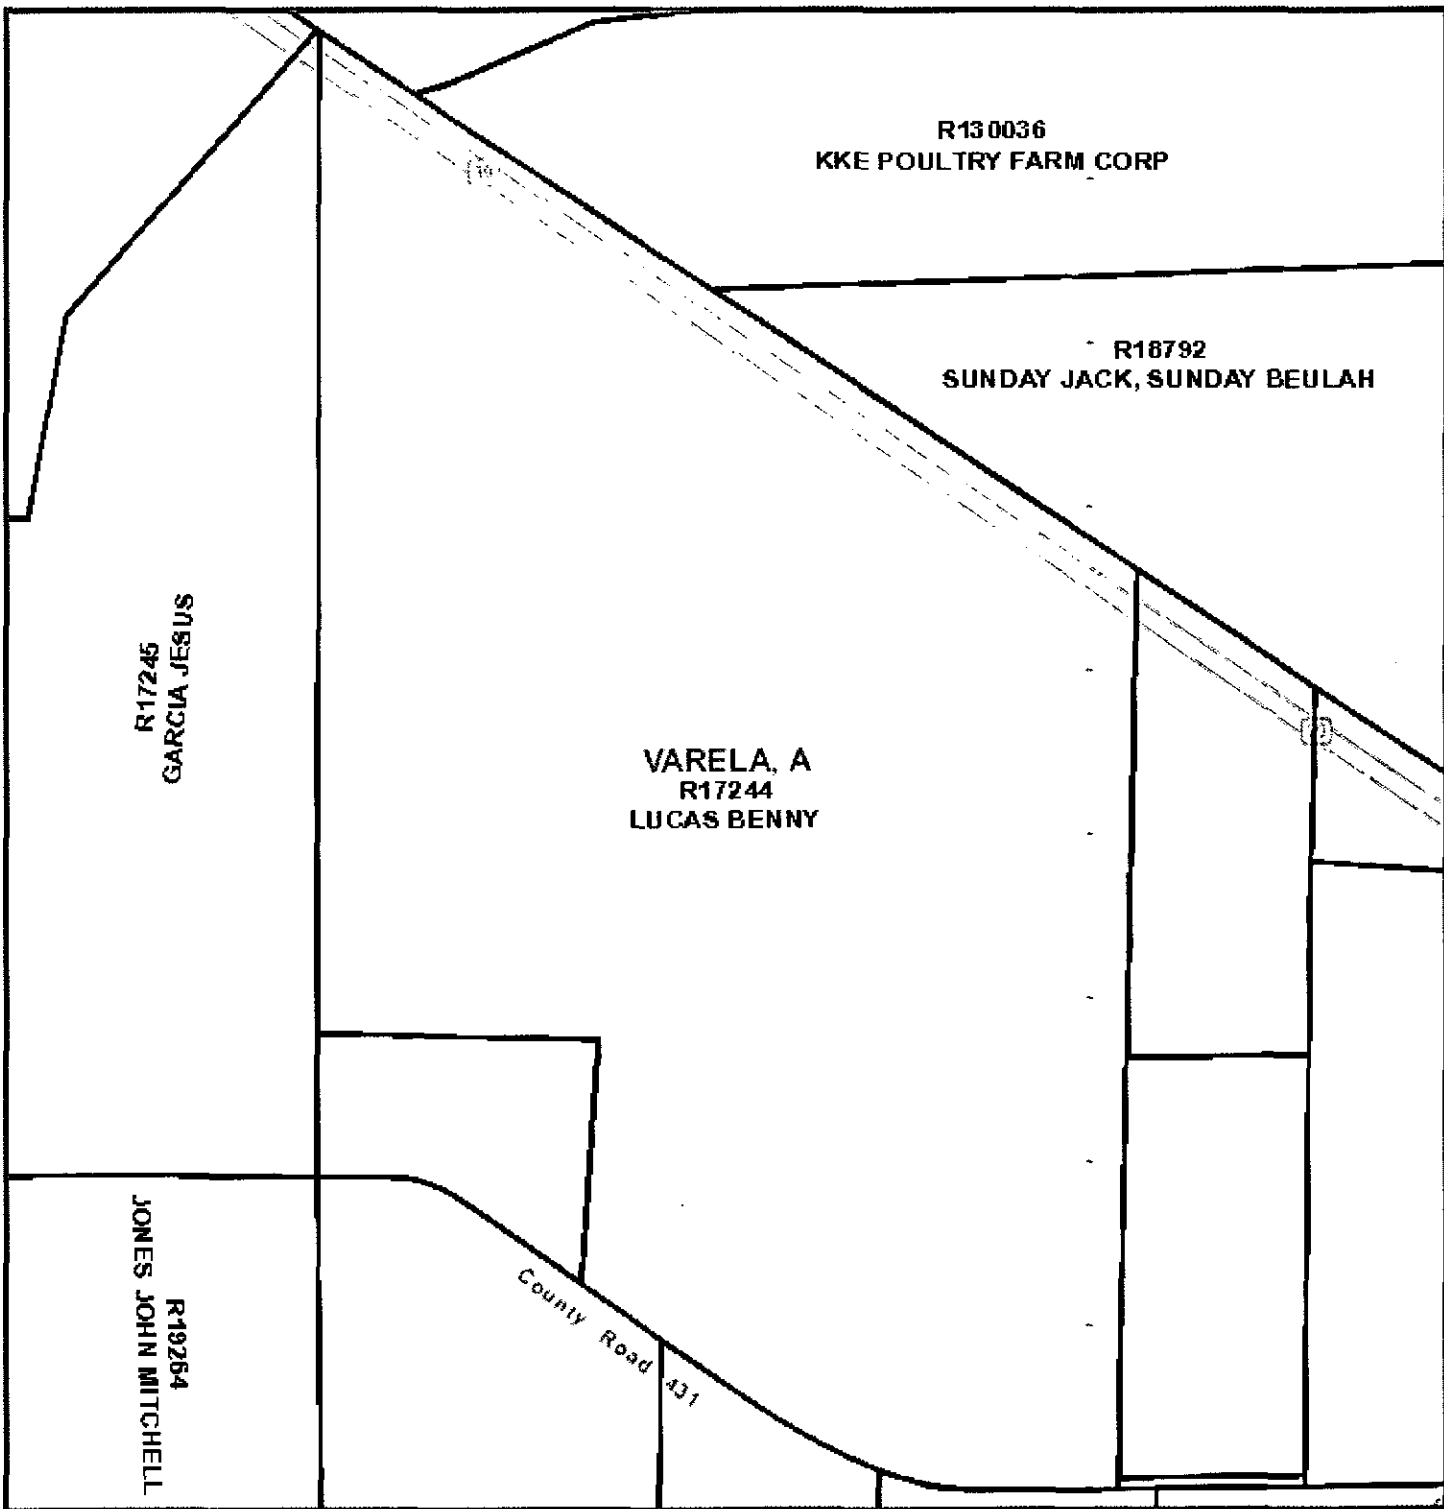 R130036
KKE POULTRY FARM CORP
R18792
SUNDAY JACK, SUNDAY BEULAH
R17245
GARCIA JESUS
VARELA, A
R17244
LUCAS BENNY
R19264
JONES JOHN MITCHELL
County Road 431